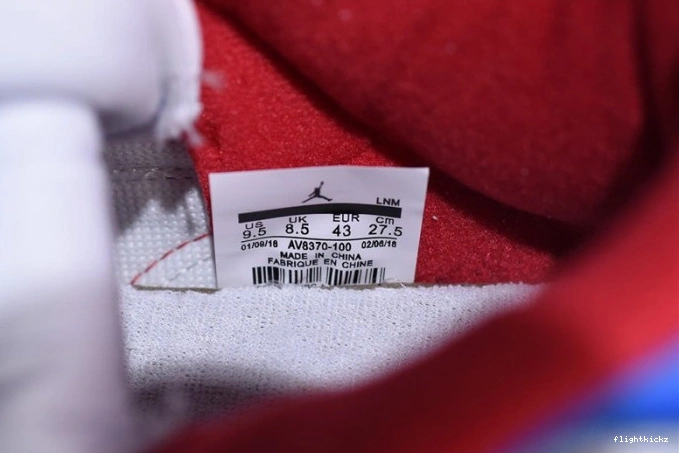 LNM
US UK EUR cm
9.5 8.5 43 27.5
01/09/18 AV8370-100 02/06/18
MADE IN CHINA
FABRIQUE EN CHINE
flightkickz